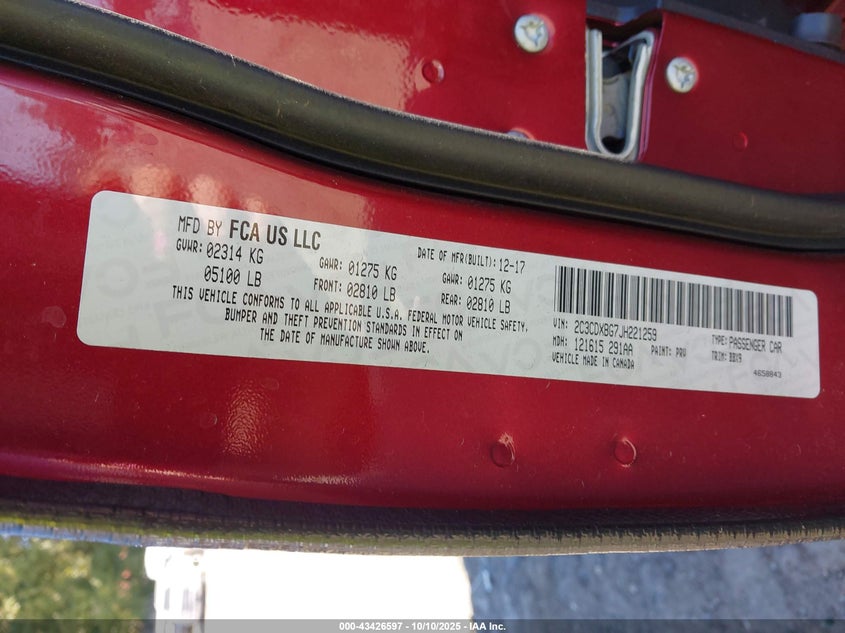 MFD BY FCA US LLC
DATE OF MFR(BUILT): 12-17
GVWR: 02314 KG
GAWR: 01275 KG
GAWR: 01275 KG
05100 LB
FRONT: 02810 LB
REAR: 02810 LB
THIS VEHICLE CONFORMS TO ALL APPLICABLE U.S.A. FEDERAL MOTOR VEHICLE SAFETY,
BUMPER AND THEFT PREVENTION STANDARDS IN EFFECT ON
THE DATE OF MANUFACTURE SHOWN ABOVE.
VIN: 2C3CDXBG7JH221259
TYPE: PASSENGER CAR
MDH: 121615 291AA
PAINT: PRV
TRIM: BBX9
VEHICLE MADE IN CANADA
4658843
000-43426597 - 10/10/2025 - IAA Inc.